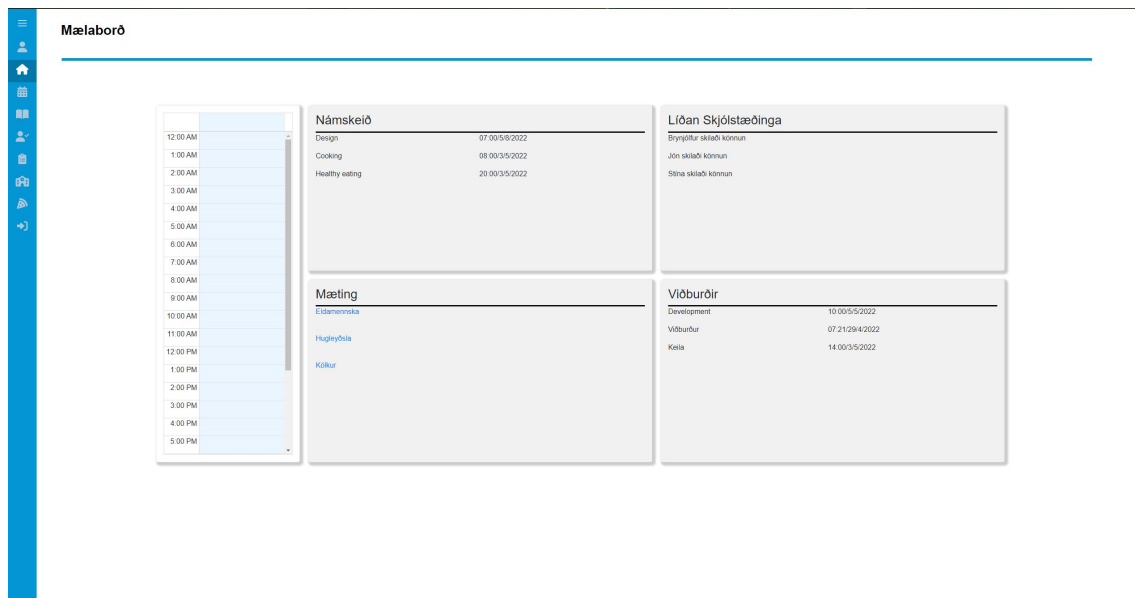 Mælaborð
12:00 AM
1:00 AM
2:00 AM
3:00 AM
4:00 AM
5:00 AM
6:00 AM
7:00 AM
8:00 AM
9:00 AM
10:00 AM
11:00 AM
12:00 PM
1:00 PM
2:00 PM
3:00 PM
4:00 PM
5:00 PM
Námskeið
Design 07:00/5/8/2022
Cooking 08:00/3/5/2022
Healthy eating 20:00/3/5/2022
Líðan Skjólstæðinga
Brynjólfur skilaði könnun
Jón skilaði könnun
Stína skilaði könnun
Mæting
Eldamennska
Hugleyðsla
Kólkur
Viðburðir
Development 10:00/5/5/2022
Viðburður 07:21/29/4/2022
Keila 14:00/3/5/2022